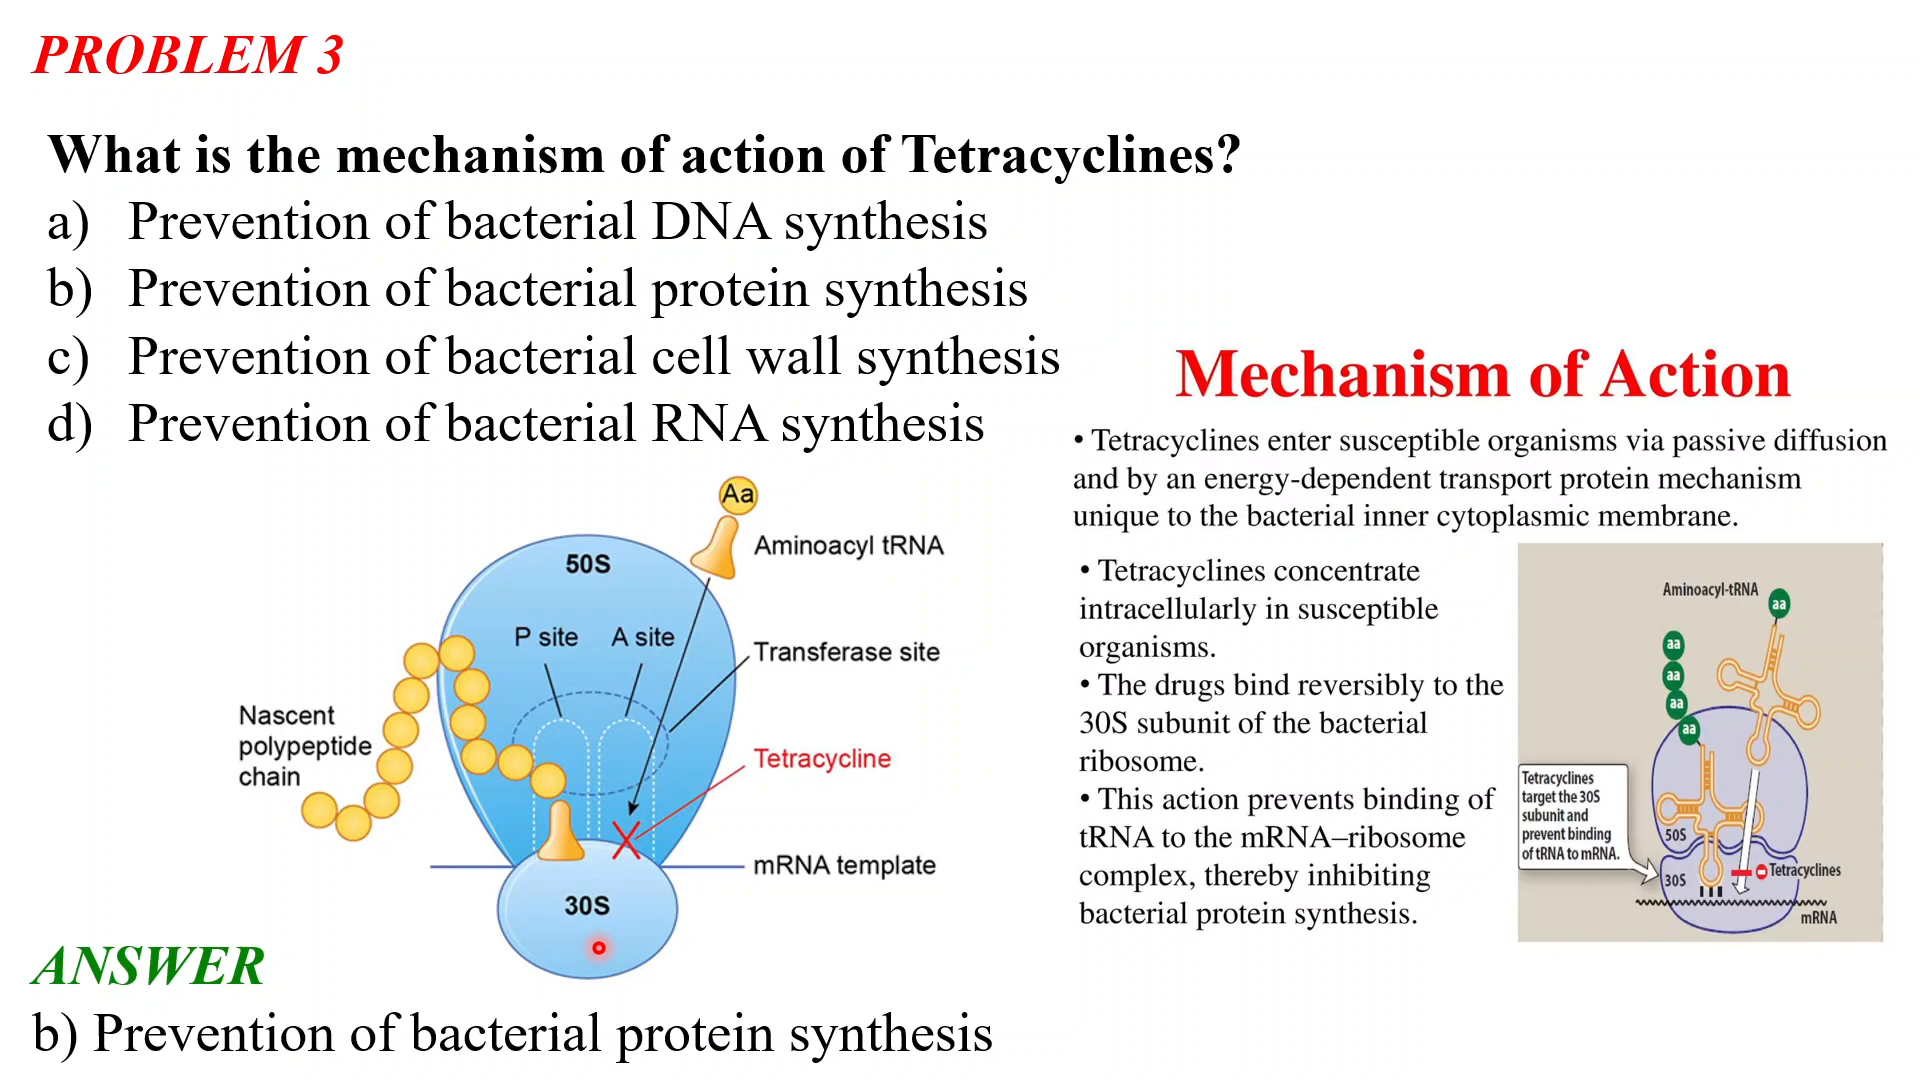 PROBLEM 3
What is the mechanism of action of Tetracyclines?
a) Prevention of bacterial DNA synthesis
b) Prevention of bacterial protein synthesis
c) Prevention of bacterial cell wall synthesis
d) Prevention of bacterial RNA synthesis
Aa
Aminoacyl tRNA
50S
P site
A site
Transferase site
Nascent
polypeptide
chain
Tetracycline
mRNA template
30S
Mechanism of Action
• Tetracyclines enter susceptible organisms via passive diffusion
and by an energy-dependent transport protein mechanism
unique to the bacterial inner cytoplasmic membrane.
• Tetracyclines concentrate
intracellularly in susceptible
organisms.
• The drugs bind reversibly to the
30S subunit of the bacterial
ribosome.
• This action prevents binding of
tRNA to the mRNA–ribosome
complex, thereby inhibiting
bacterial protein synthesis.
Aminoacyl-tRNA
aa
aa
aa
aa
aa
Tetracyclines
target the 30S
subunit and
prevent binding
of tRNA to mRNA.
50S
30S
Tetracyclines
mRNA
ANSWER
b) Prevention of bacterial protein synthesis